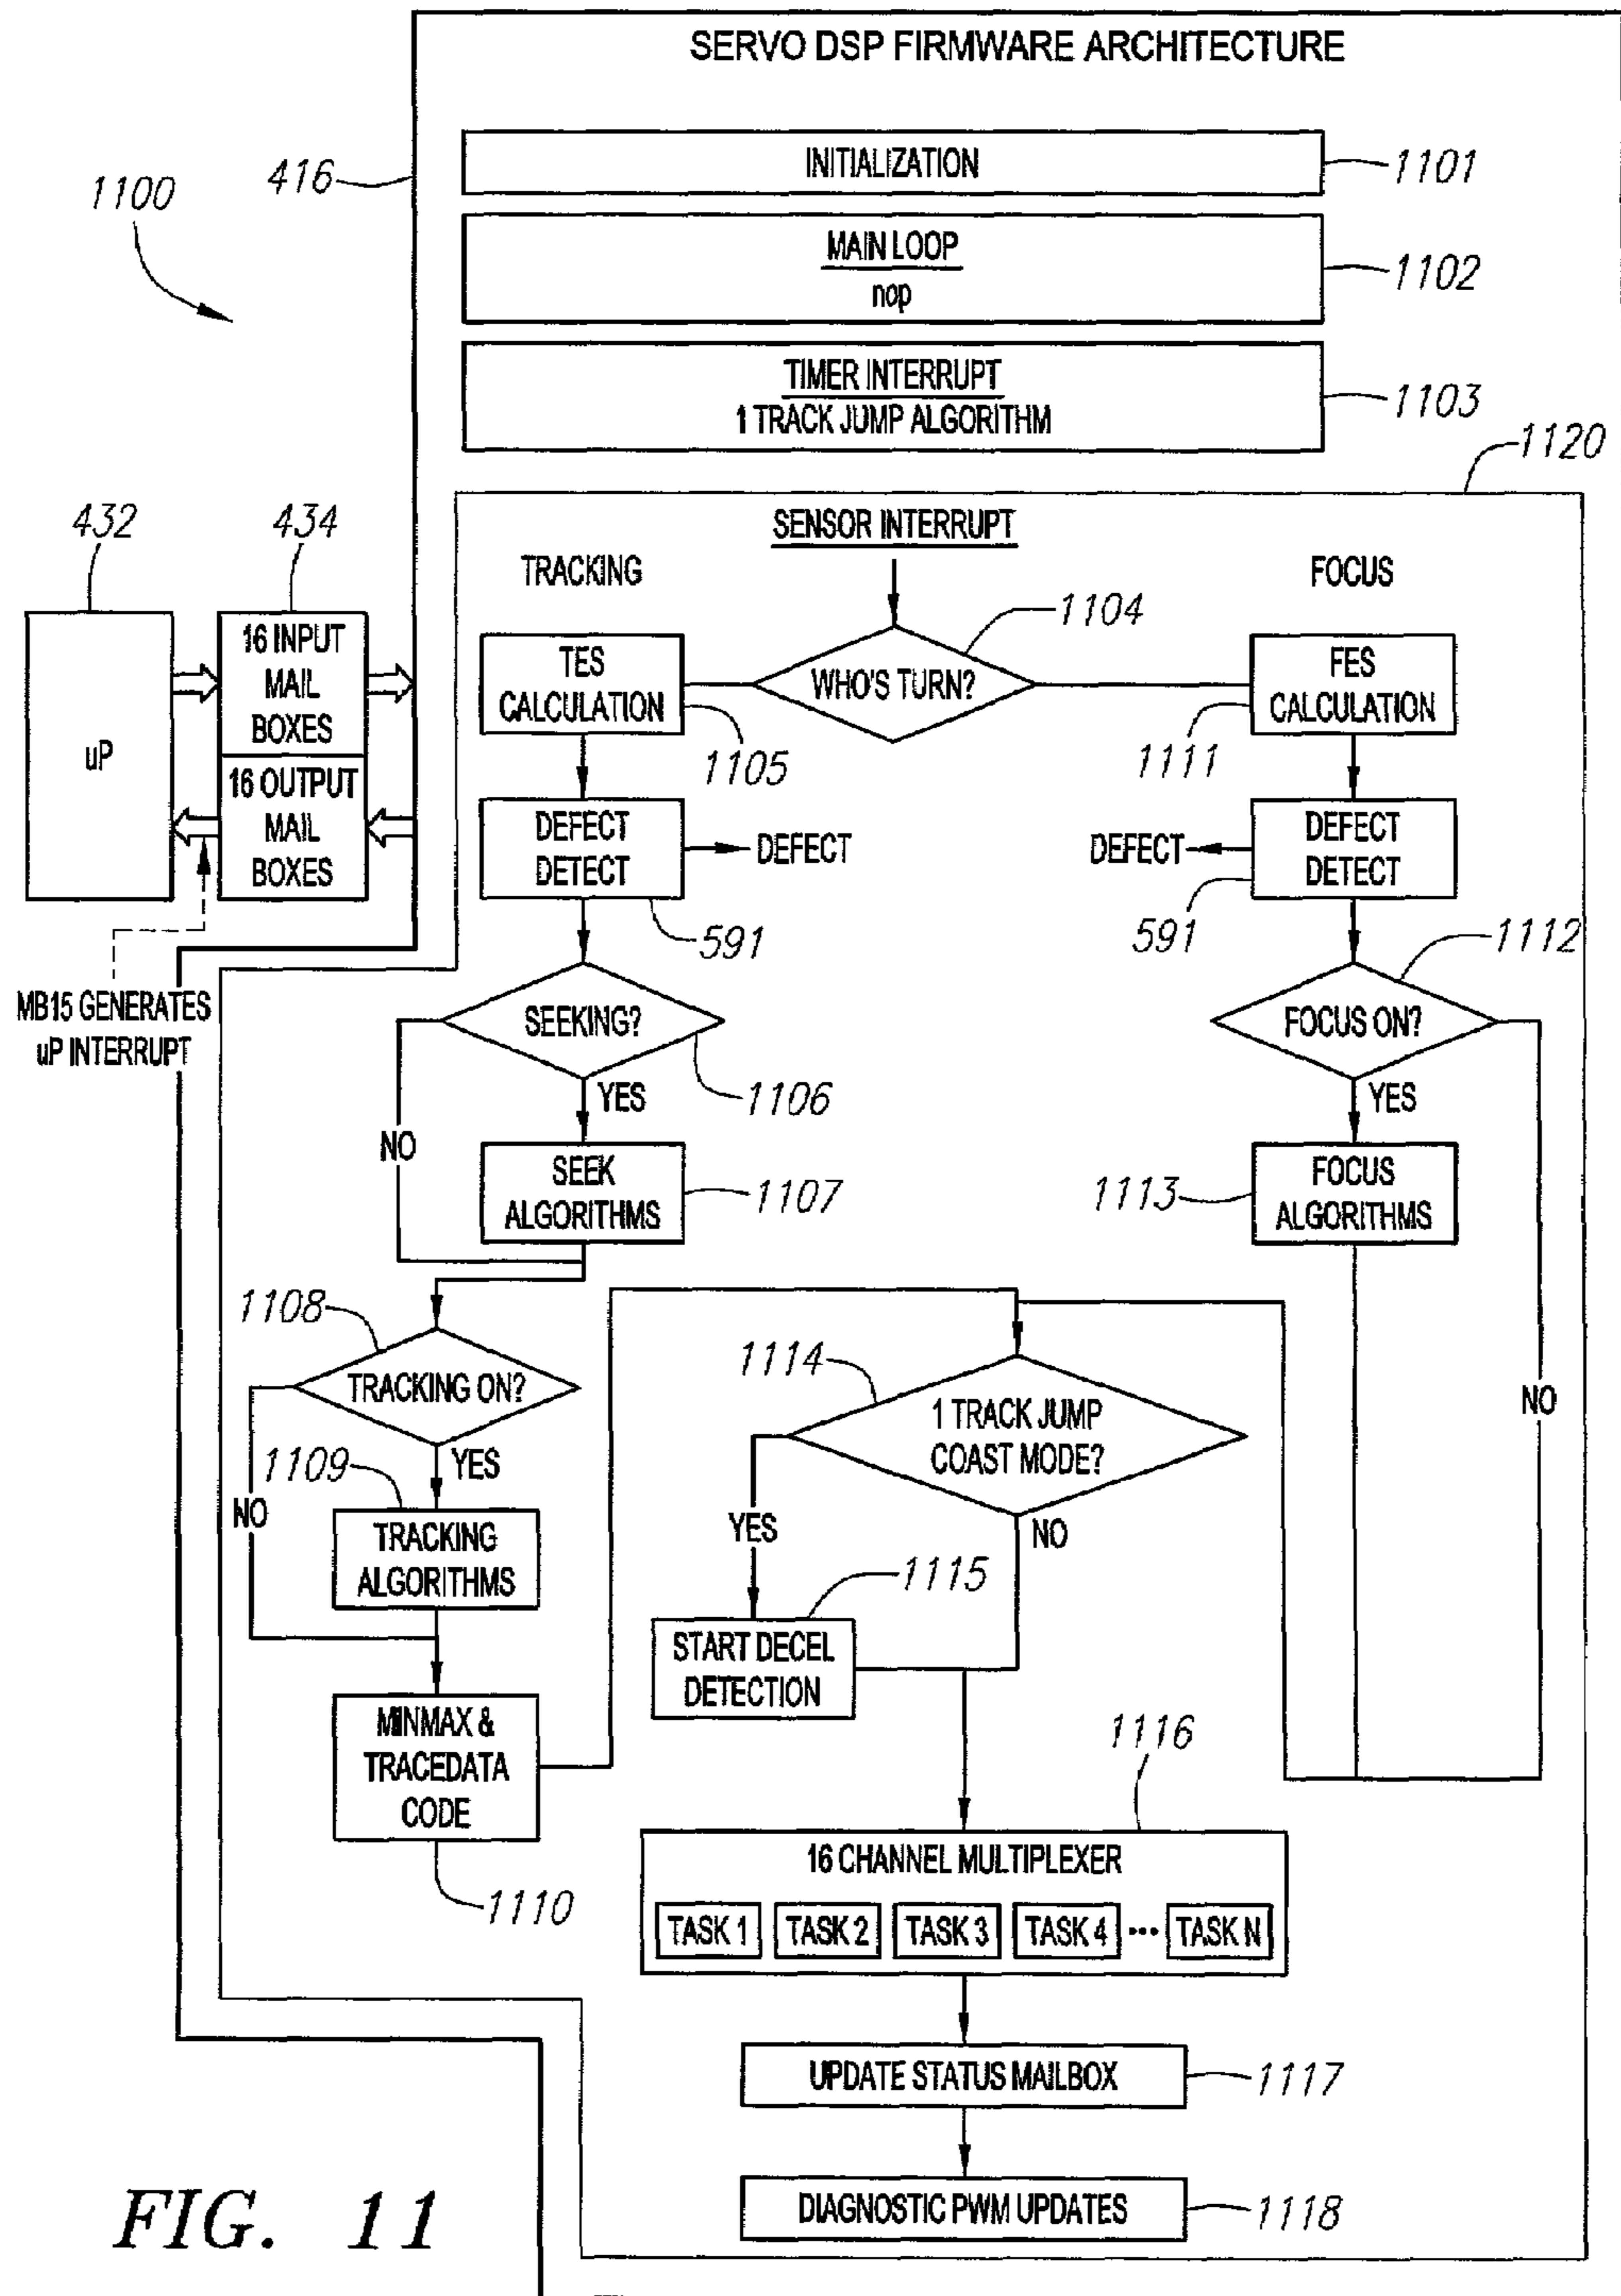 SERVO DSP FIRMWARE ARCHITECTURE
INITIALIZATION
1101
416
1100
MAIN LOOP
nop
1102
TIMER INTERRUPT
1 TRACK JUMP ALGORITHM
1103
1120
432
434
SENSOR INTERRUPT
TRACKING
FOCUS
1104
uP
16 INPUT
MAIL
BOXES
16 OUTPUT
MAIL
BOXES
MB15 GENERATES
uP INTERRUPT
TES
CALCULATION
1105
WHO'S TURN?
FES
CALCULATION
1111
DEFECT
DETECT
DEFECT
591
DEFECT
DEFECT
DETECT
591
1112
SEEKING?
1106
YES
NO
FOCUS ON?
YES
NO
SEEK
ALGORITHMS
1107
1113
FOCUS
ALGORITHMS
1108
TRACKING ON?
YES
NO
1109
TRACKING
ALGORITHMS
1114
1 TRACK JUMP
COAST MODE?
YES
NO
1115
START DECEL
DETECTION
MINMAX &
TRACEDATA
CODE
1110
1116
16 CHANNEL MULTIPLEXER
TASK 1 TASK 2 TASK 3 TASK 4 ••• TASK N
UPDATE STATUS MAILBOX
1117
DIAGNOSTIC PWM UPDATES
1118
FIG. 11